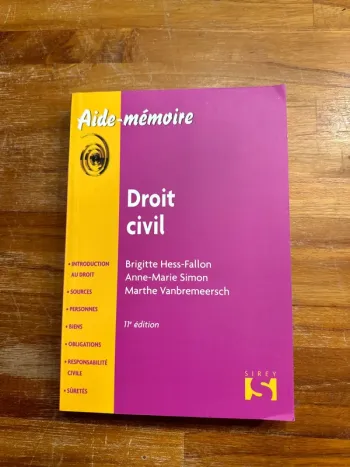 Aide-mémoire
Droit
civil
Brigitte Hess-Fallon
Anne-Marie Simon
Marthe Vanbremeersch
11e édition
• INTRODUCTION
AU DROIT
• SOURCES
• PERSONNES
• BIENS
• OBLIGATIONS
• RESPONSABILITÉ
CIVILE
• SÛRETÉS
SIREY
S